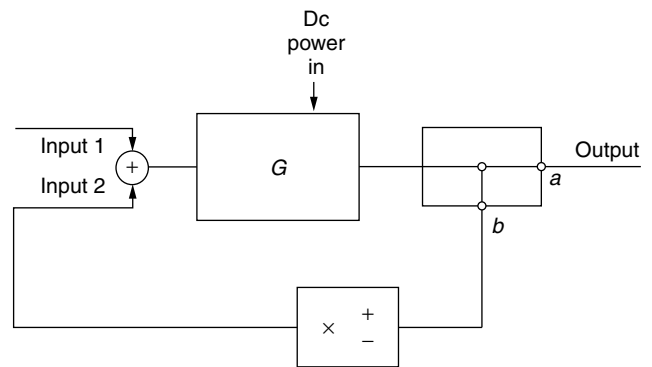 Dc
power
in
Input 1
+
Input 2
G
Output
a
b
× +
−